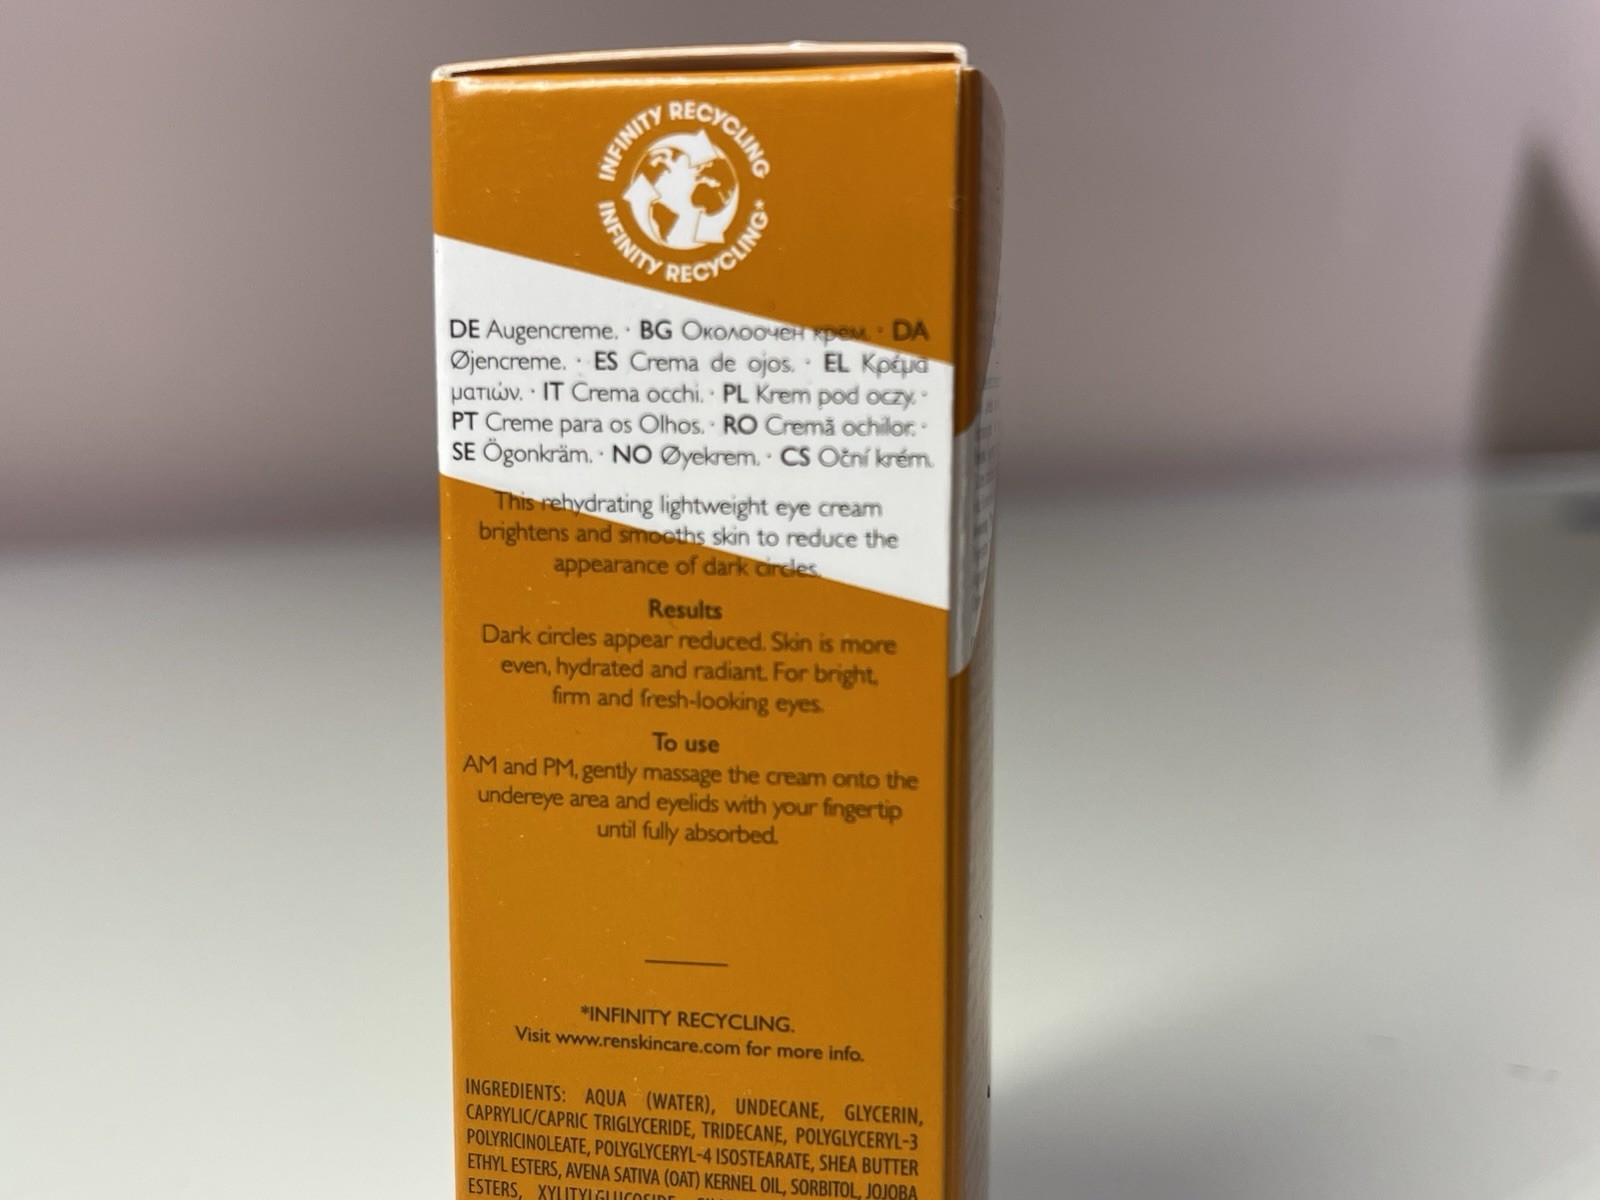 INFINITY RECYCLING
INFINITY RECYCLING*
DE Augencreme. · BG Околоочен крем. · DA
Øjencreme. · ES Crema de ojos. · EL Κρέμα
ματιών. · IT Crema occhi. · PL Krem pod oczy. ·
PT Creme para os Olhos. · RO Cremă ochilor. ·
SE Ögonkräm. · NO Øyekrem. · CS Oční krém.
This rehydrating lightweight eye cream
brightens and smooths skin to reduce the
appearance of dark circles.
Results
Dark circles appear reduced. Skin is more
even, hydrated and radiant. For bright,
firm and fresh-looking eyes.
To use
AM and PM, gently massage the cream onto the
undereye area and eyelids with your fingertip
until fully absorbed.
*INFINITY RECYCLING.
Visit www.renskincare.com for more info.
INGREDIENTS: AQUA (WATER), UNDECANE, GLYCERIN,
CAPRYLIC/CAPRIC TRIGLYCERIDE, TRIDECANE, POLYGLYCERYL-3
POLYRICINOLEATE, POLYGLYCERYL-4 ISOSTEARATE, SHEA BUTTER
ETHYL ESTERS, AVENA SATIVA (OAT) KERNEL OIL, SORBITOL, JOJOBA
ESTERS, XYLITYLGLUCOSIDE,